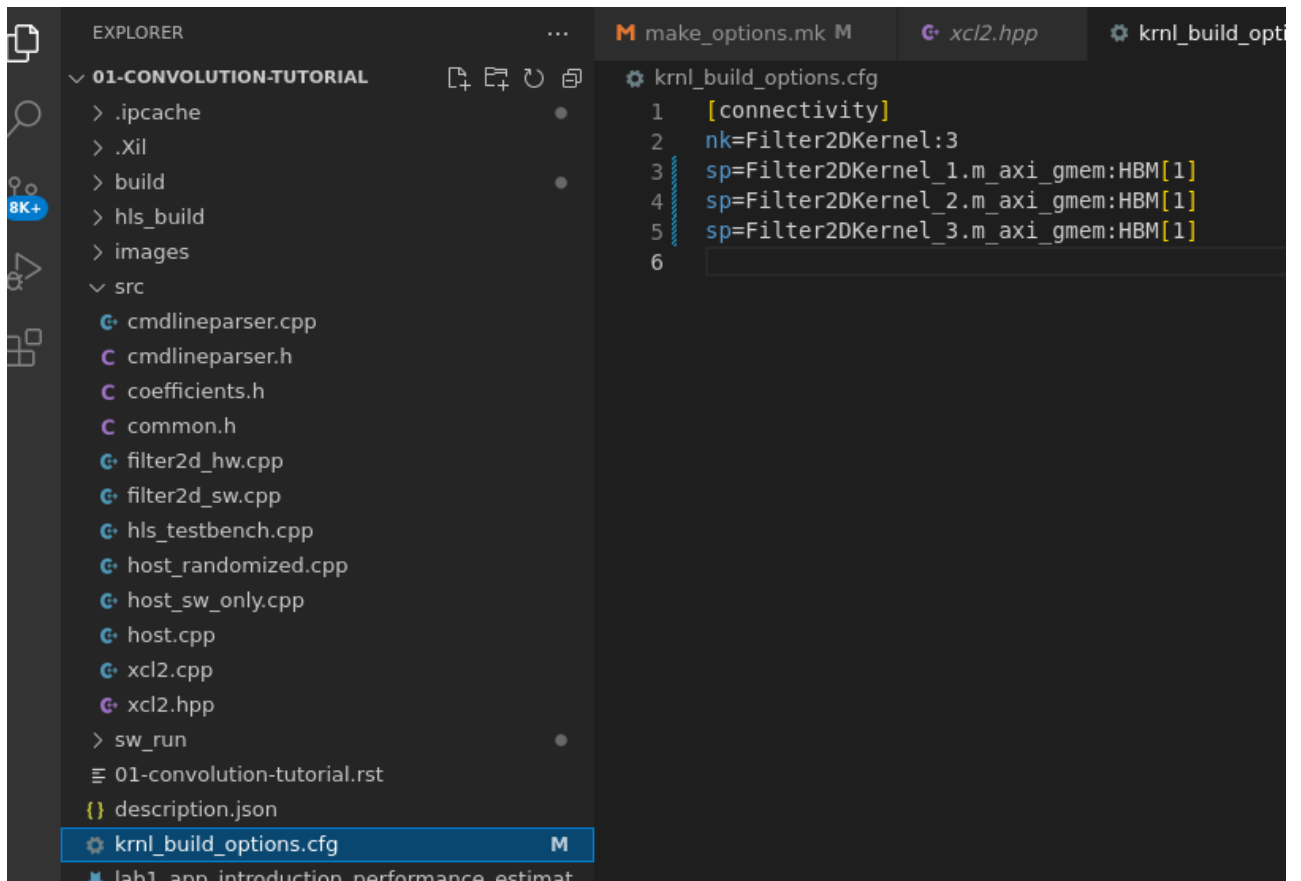 EXPLORER
...
01-CONVOLUTION-TUTORIAL
.ipcache
.Xil
build
8K+
hls_build
images
src
cmdlineparser.cpp
C cmdlineparser.h
C coefficients.h
C common.h
filter2d_hw.cpp
filter2d_sw.cpp
hls_testbench.cpp
host_randomized.cpp
host_sw_only.cpp
host.cpp
xcl2.cpp
xcl2.hpp
sw_run
01-convolution-tutorial.rst
{} description.json
krnl_build_options.cfg M
lab1_app_introduction_performance_estimat
M make_options.mk M
xcl2.hpp
krnl_build_opti
krnl_build_options.cfg
1 [connectivity]
2 nk=Filter2DKernel:3
3 sp=Filter2DKernel_1.m_axi_gmem:HBM[1]
4 sp=Filter2DKernel_2.m_axi_gmem:HBM[1]
5 sp=Filter2DKernel_3.m_axi_gmem:HBM[1]
6